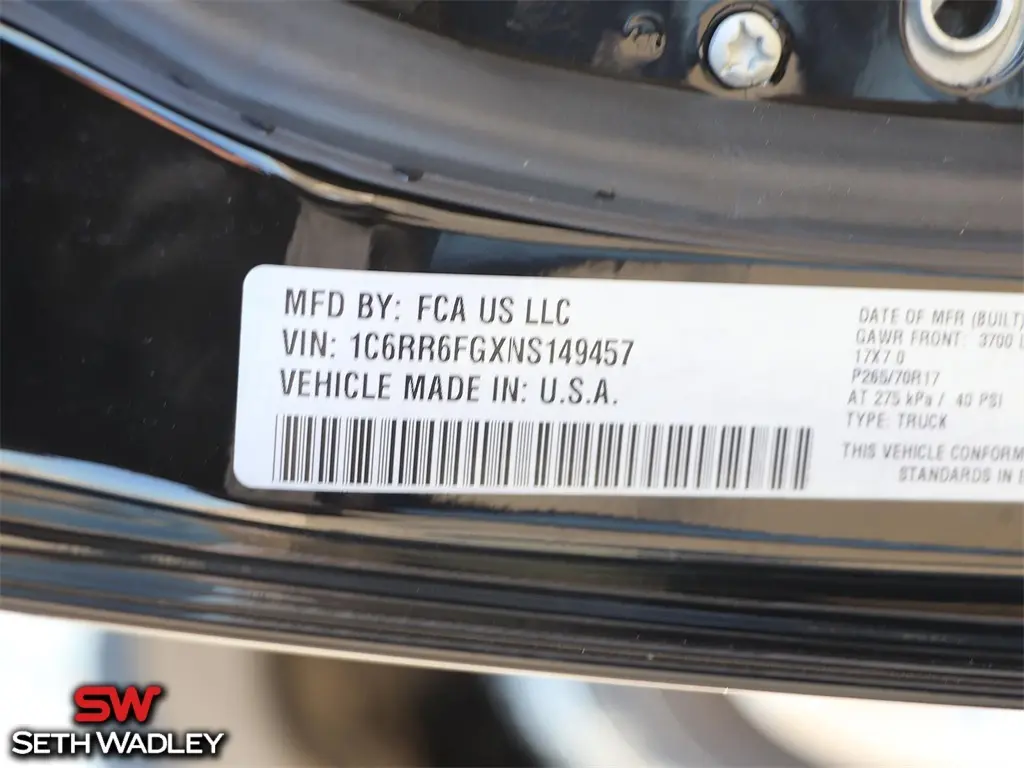 MFD BY: FCA US LLC
VIN: 1C6RR6FGXNS149457
VEHICLE MADE IN: U.S.A.
DATE OF MFR (BUILT)
GAWR FRONT: 3700
17X7.0
P265/70R17
AT 275 kPa / 40 PSI
TYPE: TRUCK
THIS VEHICLE CONFORM
STANDARDS IN
SW
SETH WADLEY